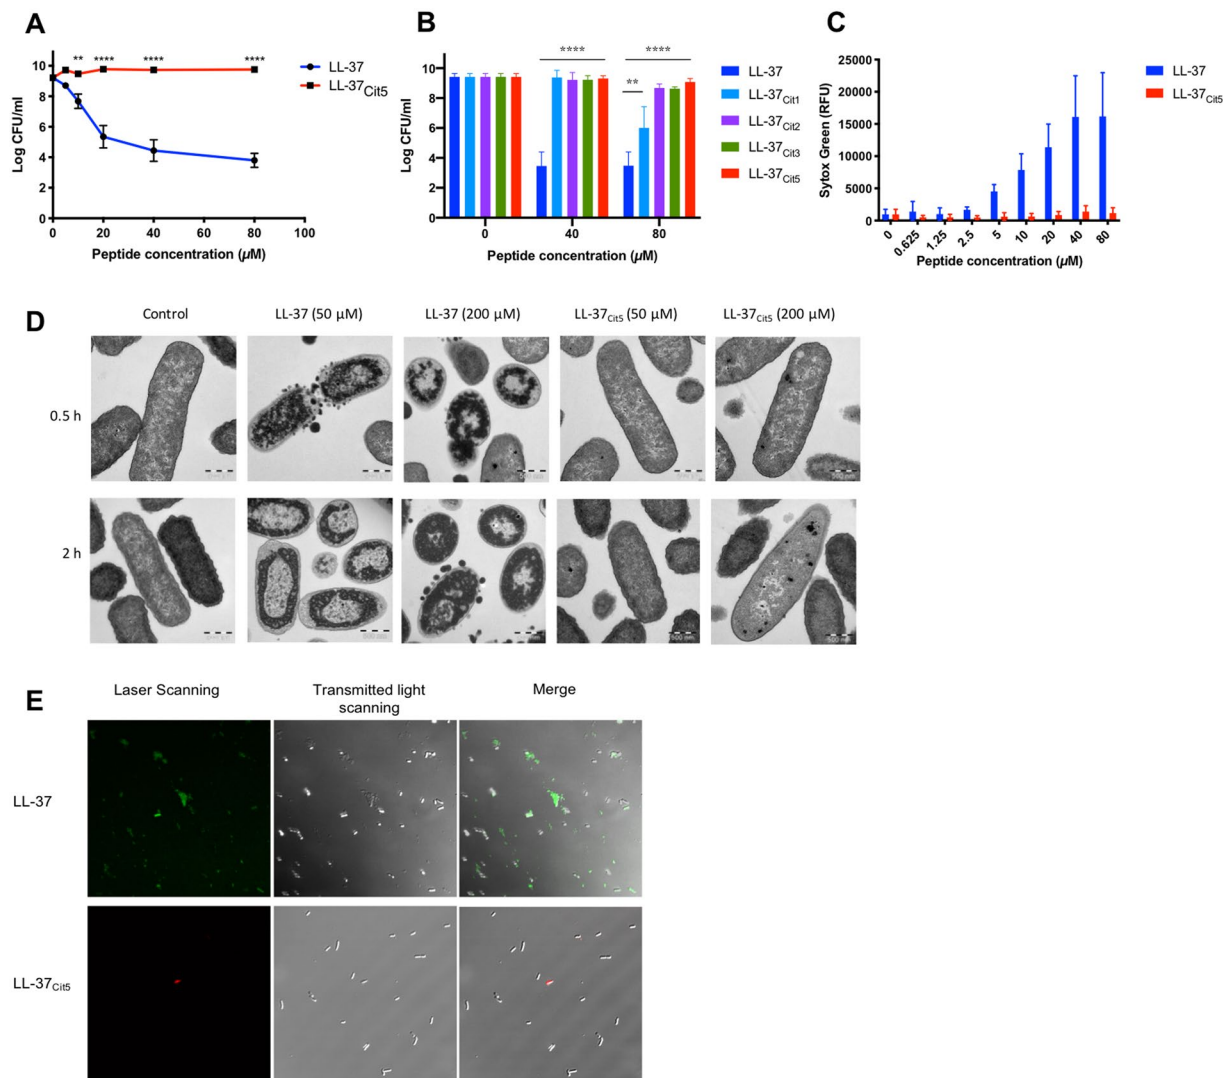 A
Log CFU/ml
10
8
6
4
2
0
** **** **** ****
0 20 40 60 80 100
Peptide concentration (µM)
LL-37
LL-37Cit5
B
Log CFU/ml
10
8
6
4
2
0
**** ****
**
0 40 80
Peptide concentration (µM)
LL-37
LL-37Cit1
LL-37Cit2
LL-37Cit3
LL-37Cit5
C
Sytox Green (RFU)
25000
20000
15000
10000
5000
0
0 0.625 1.25 2.5 5 10 20 40 80
Peptide concentration (µM)
LL-37
LL-37Cit5
D
Control LL-37 (50 µM) LL-37 (200 µM) LL-37Cit5 (50 µM) LL-37Cit5 (200 µM)
0.5 h
2 h
500 nm
E
Laser Scanning Transmitted light scanning Merge
LL-37
LL-37Cit5